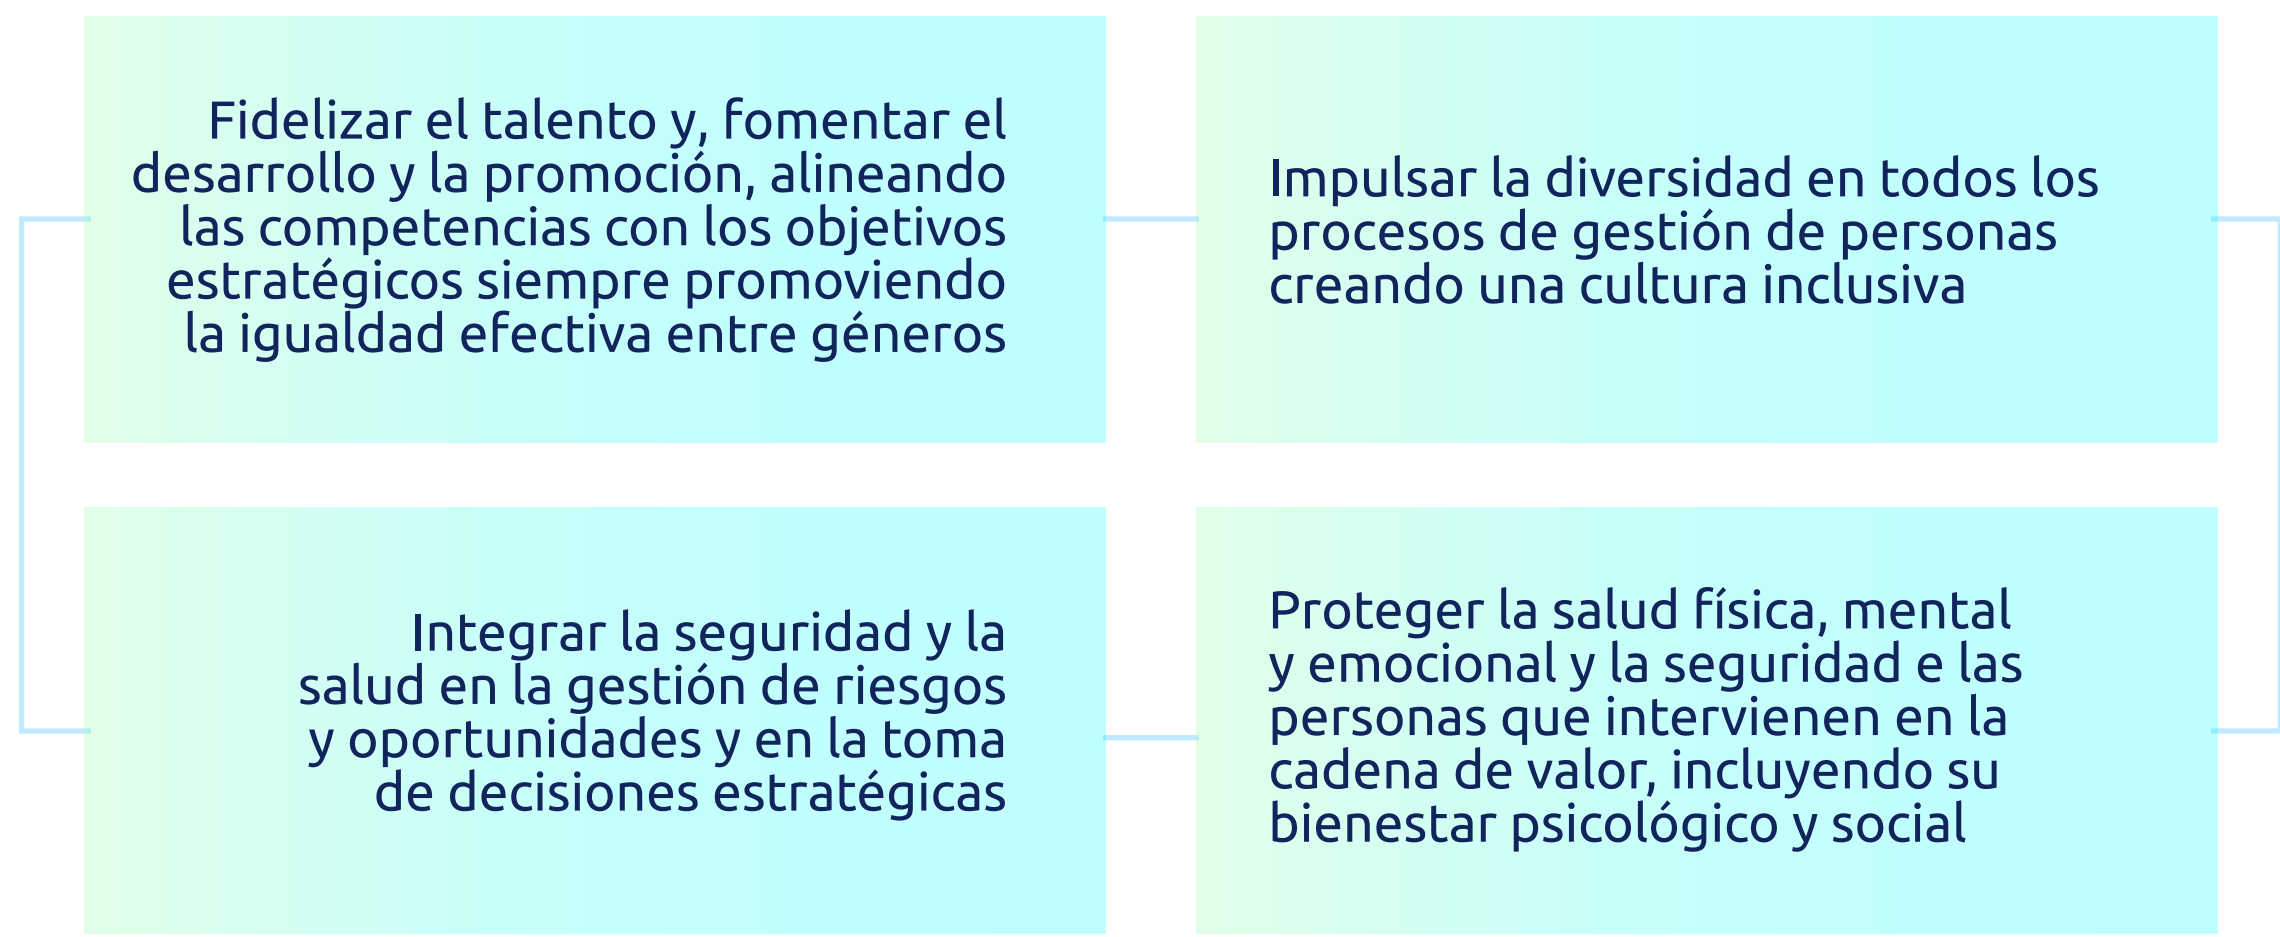 Fidelizar el talento y, fomentar el
desarrollo y la promoción, alineando
las competencias con los objetivos
estratégicos siempre promoviendo
la igualdad efectiva entre géneros
Impulsar la diversidad en todos los
procesos de gestión de personas
creando una cultura inclusiva
Integrar la seguridad y la
salud en la gestión de riesgos
y oportunidades y en la toma
de decisiones estratégicas
Proteger la salud física, mental
y emocional y la seguridad e las
personas que intervienen en la
cadena de valor, incluyendo su
bienestar psicológico y social